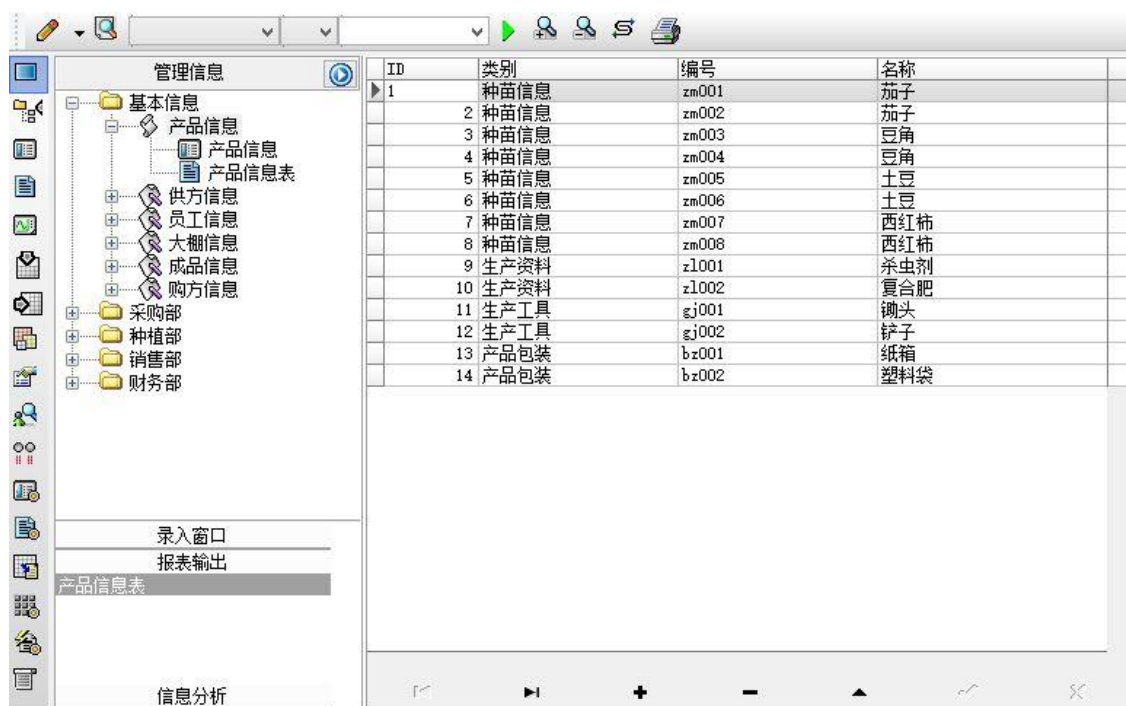 管理信息
基本信息
产品信息
产品信息
产品信息表
供方信息
员工信息
大棚信息
成品信息
购方信息
采购部
种植部
销售部
财务部
录入窗口
报表输出
产品信息表
信息分析
ID 类别 编号 名称
1 种苗信息 zm001 茄子
2 种苗信息 zm002 茄子
3 种苗信息 zm003 豆角
4 种苗信息 zm004 豆角
5 种苗信息 zm005 土豆
6 种苗信息 zm006 土豆
7 种苗信息 zm007 西红柿
8 种苗信息 zm008 西红柿
9 生产资料 zl001 杀虫剂
10 生产资料 zl002 复合肥
11 生产工具 gj001 锄头
12 生产工具 gj002 铲子
13 产品包装 bz001 纸箱
14 产品包装 bz002 塑料袋